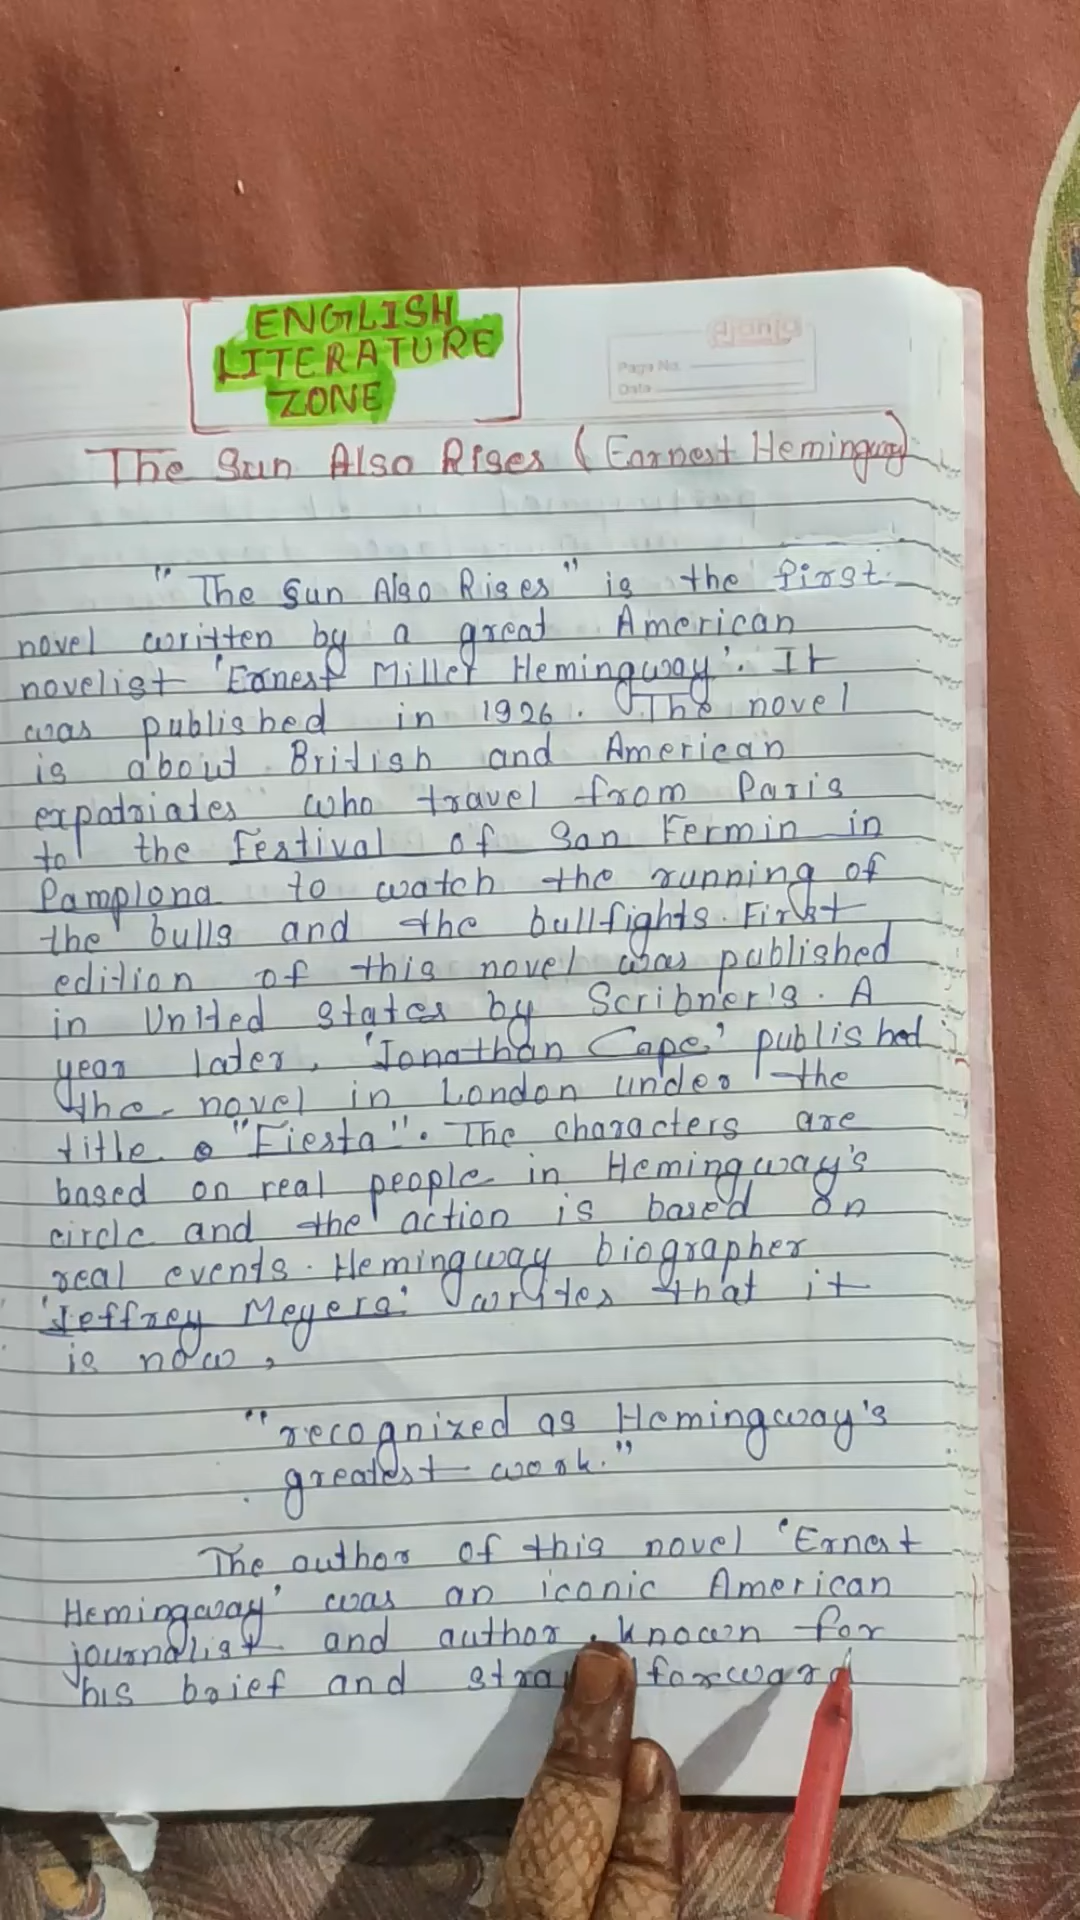 ENGLISH
LITERATURE
ZONE
ajanta
Page No.
Date
The Sun Also Rises (Earnest Hemingway)
"The Sun Also Rises" is the first
novel written by a great American
novelist 'Ernest Miller Hemingway'. It
was published in 1926. The novel
is about British and American
expatriates who travel from Paris
to the Festival of San Fermin in
Pamplona to watch the running of
the bulls and the bullfights. First
edition of this novel was published
in United States by Scribner's. A
year later, 'Jonathan Cape' published
the novel in London under the
title "Fiesta". The characters are
based on real people in Hemingway's
circle and the action is based on
real events. Hemingway biographer
'Jeffrey Meyers' writes that it
is now,
"recognized as Hemingway's
greatest work."
The author of this novel 'Ernest
Hemingway' was an iconic American
journalist and author. known for
his brief and forward